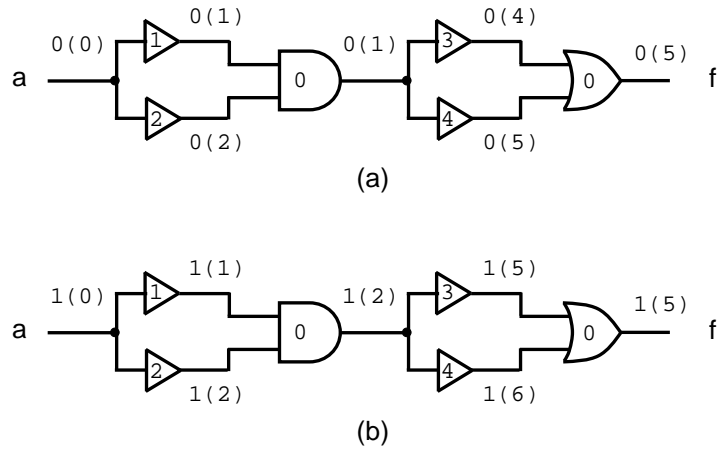 0(1) 0(4)
0(0) 1 0(1) 3 0(5)
a 0 0 f
2 4
0(2) 0(5)
(a)
1(1) 1(5)
1(0) 1 1(2) 3 1(5)
a 0 0 f
2 4
1(2) 1(6)
(b)